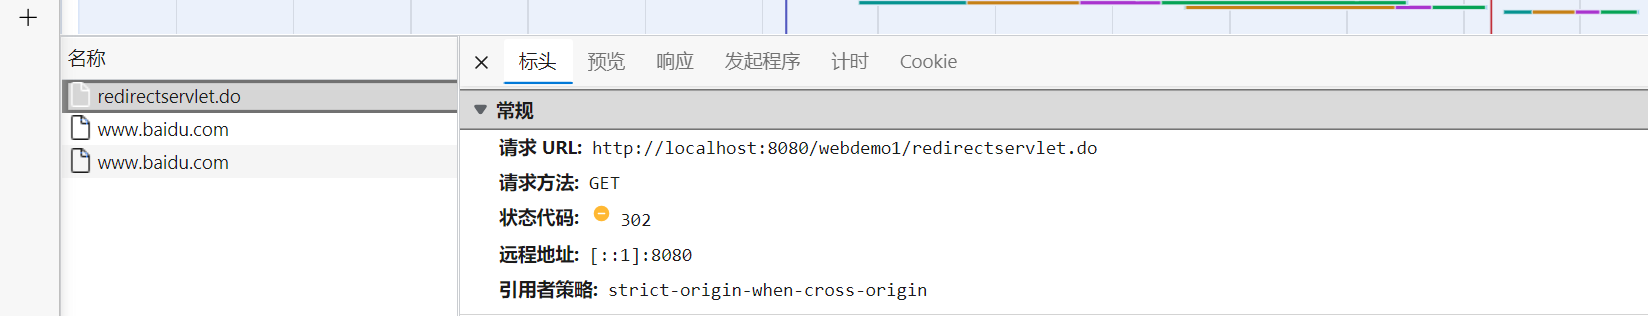 名称
redirectservlet.do
www.baidu.com
www.baidu.com
标头 预览 响应 发起程序 计时 Cookie
常规
请求 URL: http://localhost:8080/webdemo1/redirectservlet.do
请求方法: GET
状态代码: 302
远程地址: [::1]:8080
引用者策略: strict-origin-when-cross-origin